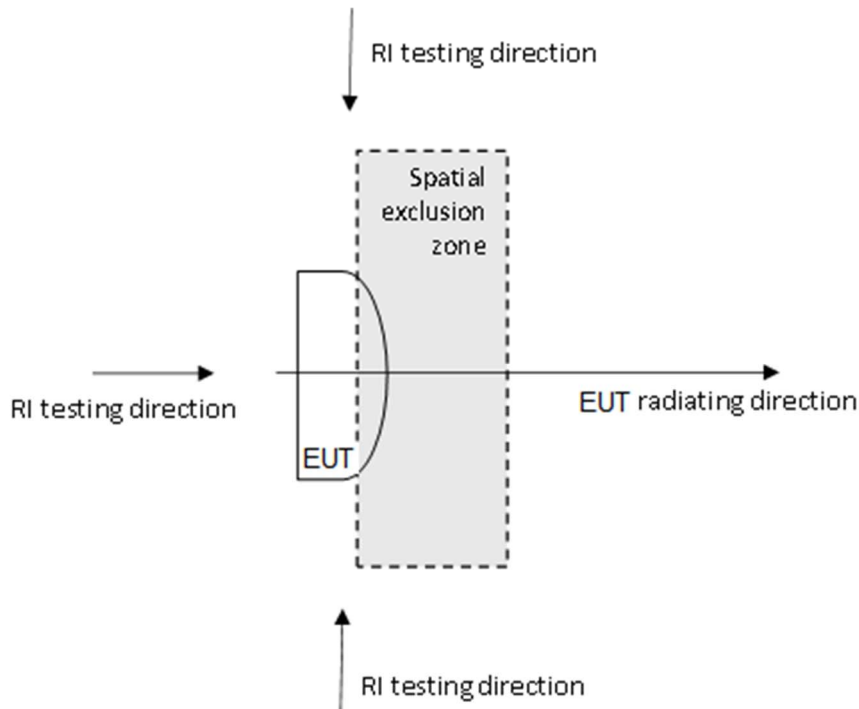 RI testing direction
Spatial
exclusion
zone
RI testing direction
EUT radiating direction
EUT
RI testing direction